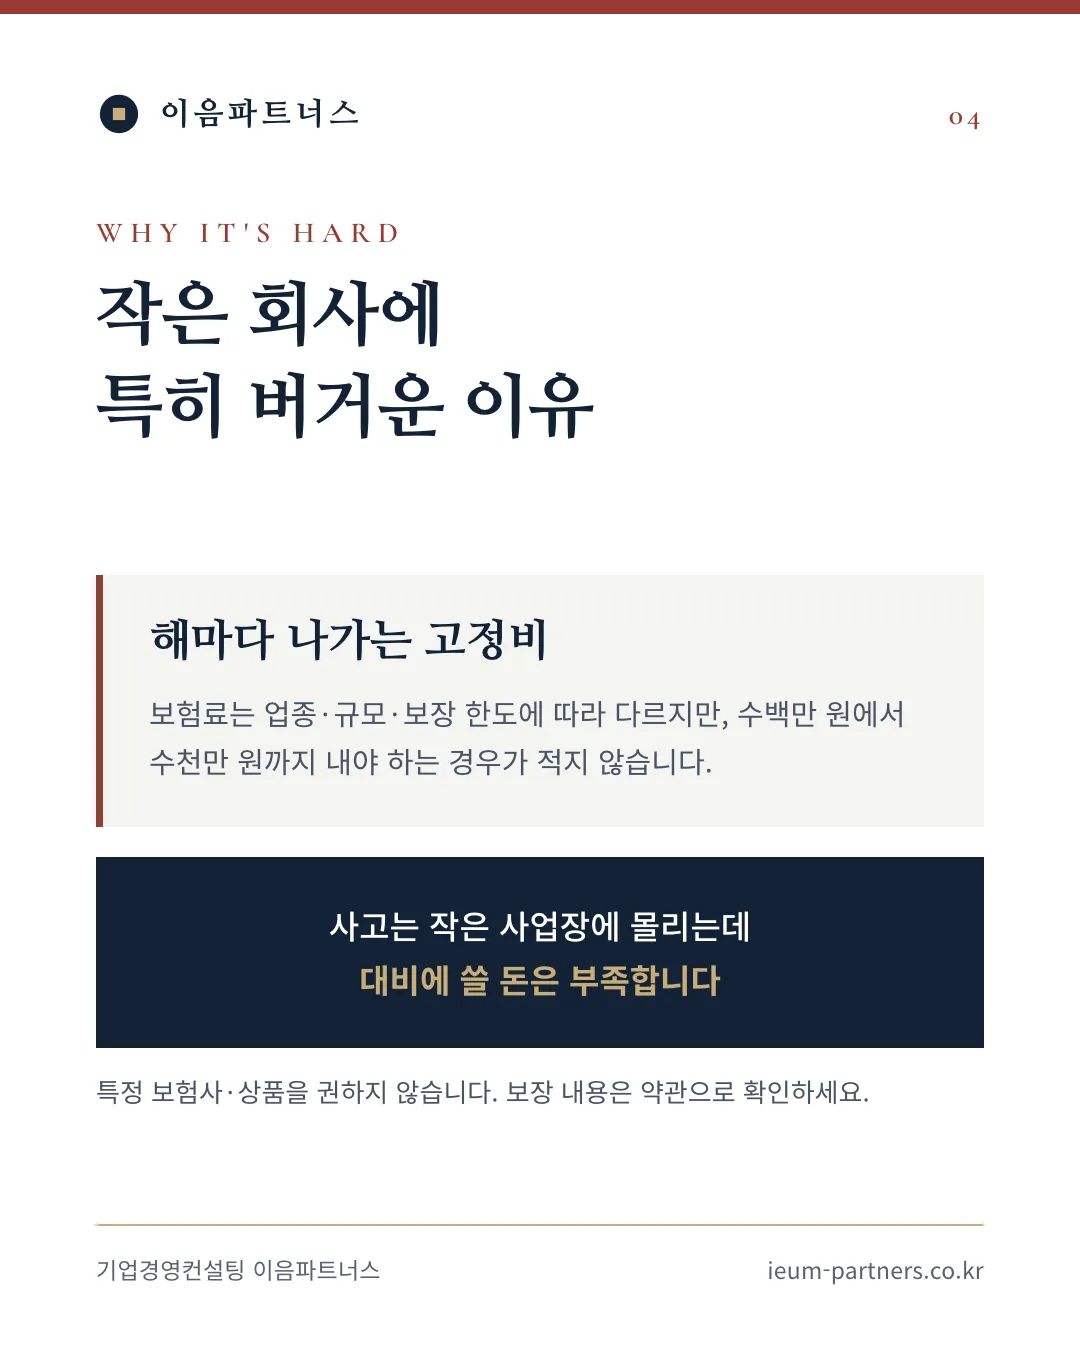 이음파트너스
04
WHY IT'S HARD
작은 회사에
특히 버거운 이유
해마다 나가는 고정비
보험료는 업종·규모·보장 한도에 따라 다르지만, 수백만 원에서
수천만 원까지 내야 하는 경우가 적지 않습니다.
사고는 작은 사업장에 몰리는데
대비에 쓸 돈은 부족합니다
특정 보험사·상품을 권하지 않습니다. 보장 내용은 약관으로 확인하세요.
기업경영컨설팅 이음파트너스
ieum-partners.co.kr